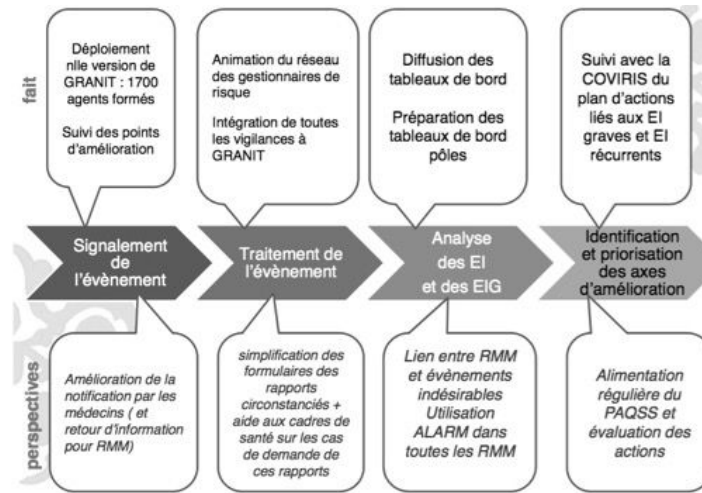 fait
Déploiement
nlle version de
GRANIT : 1700
agents formés
Suivi des points
d'amélioration
Animation du réseau
des gestionnaires de
risque
Intégration de toutes
les vigilances à
GRANIT
Diffusion des
tableaux de bord
Préparation des
tableaux de bord
pôles
Suivi avec la
COVIRIS du
plan d'actions
liés aux EI
graves et EI
récurrents
Signalement
de
l'évènement
Traitement de
l'évènement
Analyse
des EI
et des EIG
Identification
et priorisation
des axes
d'amélioration
perspectives
Amélioration de la
notification par les
médecins ( et
retour d'information
pour RMM)
simplification des
formulaires des
rapports
circonstanciés +
aide aux cadres de
santé sur les cas
de demande de
ces rapports
Lien entre RMM
et évènements
indésirables
Utilisation
ALARM dans
toutes les RMM
Alimentation
régulière du
PAQSS et
évaluation des
actions